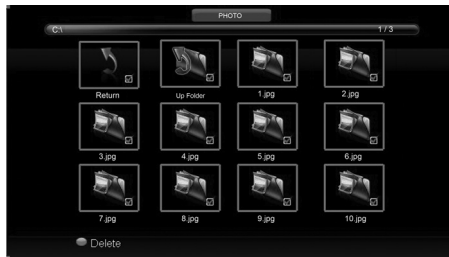 PHOTO
C:\ 1 / 3
Return Up Folder 1.jpg 2.jpg
3.jpg 4.jpg 5.jpg 6.jpg
7.jpg 8.jpg 9.jpg 10.jpg
Delete